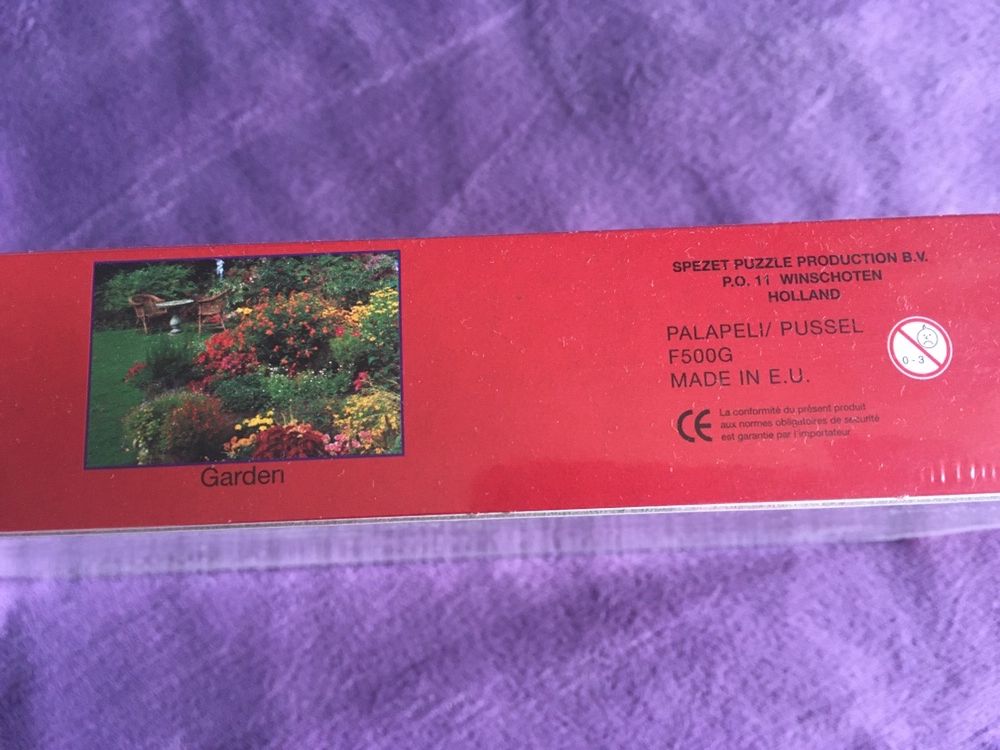 Garden
SPEZET PUZZLE PRODUCTION B.V.
P.O. 11 WINSCHOTEN
HOLLAND
PALAPELI/ PUSSEL
F500G
MADE IN E.U.
0-3
CE
La conformité du présent produit
aux normes obligatoires de sécurité
est garantie par l'importateur